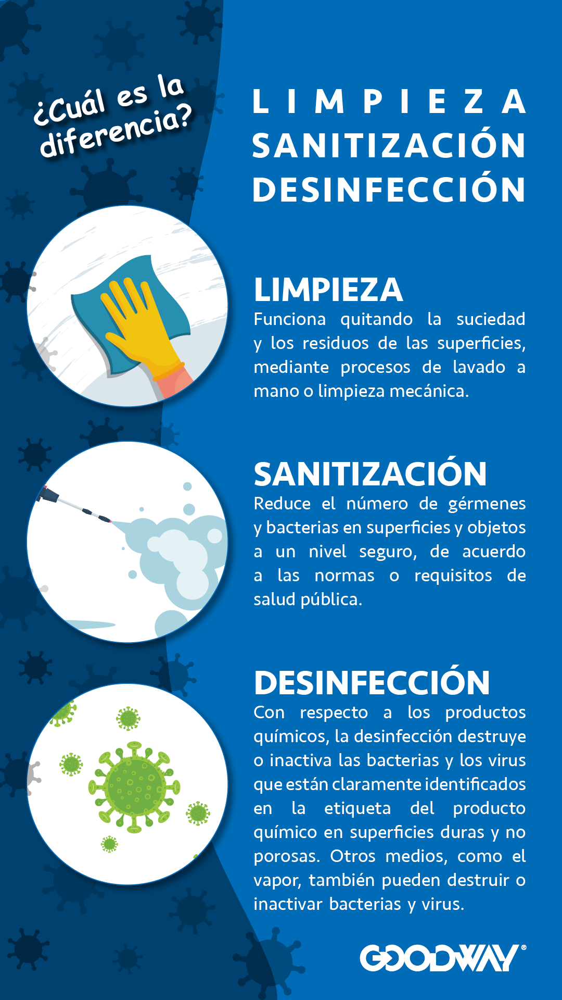 ¿Cuál es la
diferencia?
LIMPIEZA
SANITIZACIÓN
DESINFECCIÓN
LIMPIEZA
Funciona quitando la suciedad
y los residuos de las superficies,
mediante procesos de lavado a
mano o limpieza mecánica.
SANITIZACIÓN
Reduce el número de gérmenes
y bacterias en superficies y objetos
a un nivel seguro, de acuerdo
a las normas o requisitos de
salud pública.
DESINFECCIÓN
Con respecto a los productos
químicos, la desinfección destruye
o inactiva las bacterias y los virus
que están claramente identificados
en la etiqueta del producto
químico en superficies duras y no
porosas. Otros medios, como el
vapor, también pueden destruir o
inactivar bacterias y virus.
GOODWAY®